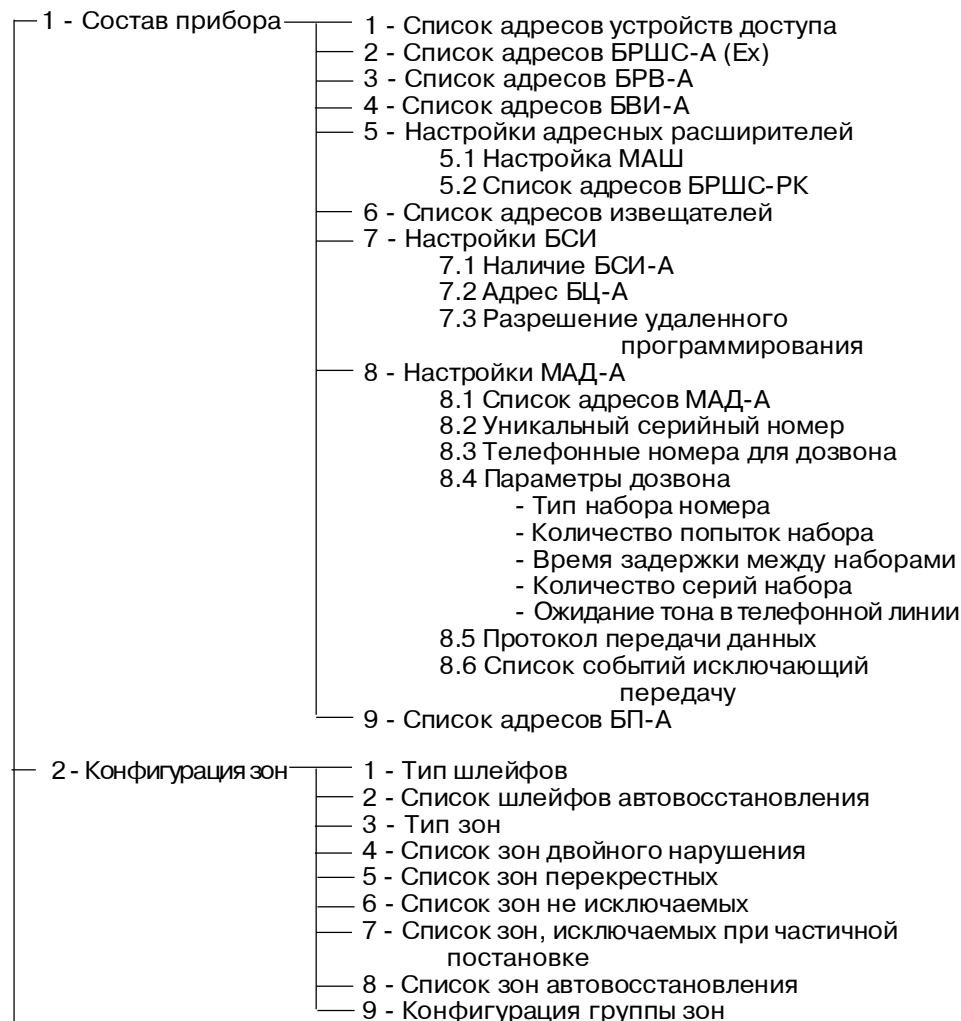 1 - Состав прибора
1 - Список адресов устройств доступа
2 - Список адресов БРШС-А (Ex)
3 - Список адресов БРВ-А
4 - Список адресов БВИ-А
5 - Настройки адресных расширителей
5.1 Настройка МАШ
5.2 Список адресов БРШС-РК
6 - Список адресов извещателей
7 - Настройки БСИ
7.1 Наличие БСИ-А
7.2 Адрес БЦ-А
7.3 Разрешение удаленного
программирования
8 - Настройки МАД-А
8.1 Список адресов МАД-А
8.2 Уникальный серийный номер
8.3 Телефонные номера для дозвона
8.4 Параметры дозвона
- Тип набора номера
- Количество попыток набора
- Время задержки между наборами
- Количество серий набора
- Ожидание тона в телефонной линии
8.5 Протокол передачи данных
8.6 Список событий исключающий
передачу
9 - Список адресов БП-А
2 - Конфигурация зон
1 - Тип шлейфов
2 - Список шлейфов автовосстановления
3 - Тип зон
4 - Список зон двойного нарушения
5 - Список зон перекрестных
6 - Список зон не исключаемых
7 - Список зон, исключаемых при частичной
постановке
8 - Список зон автовосстановления
9 - Конфигурация группы зон